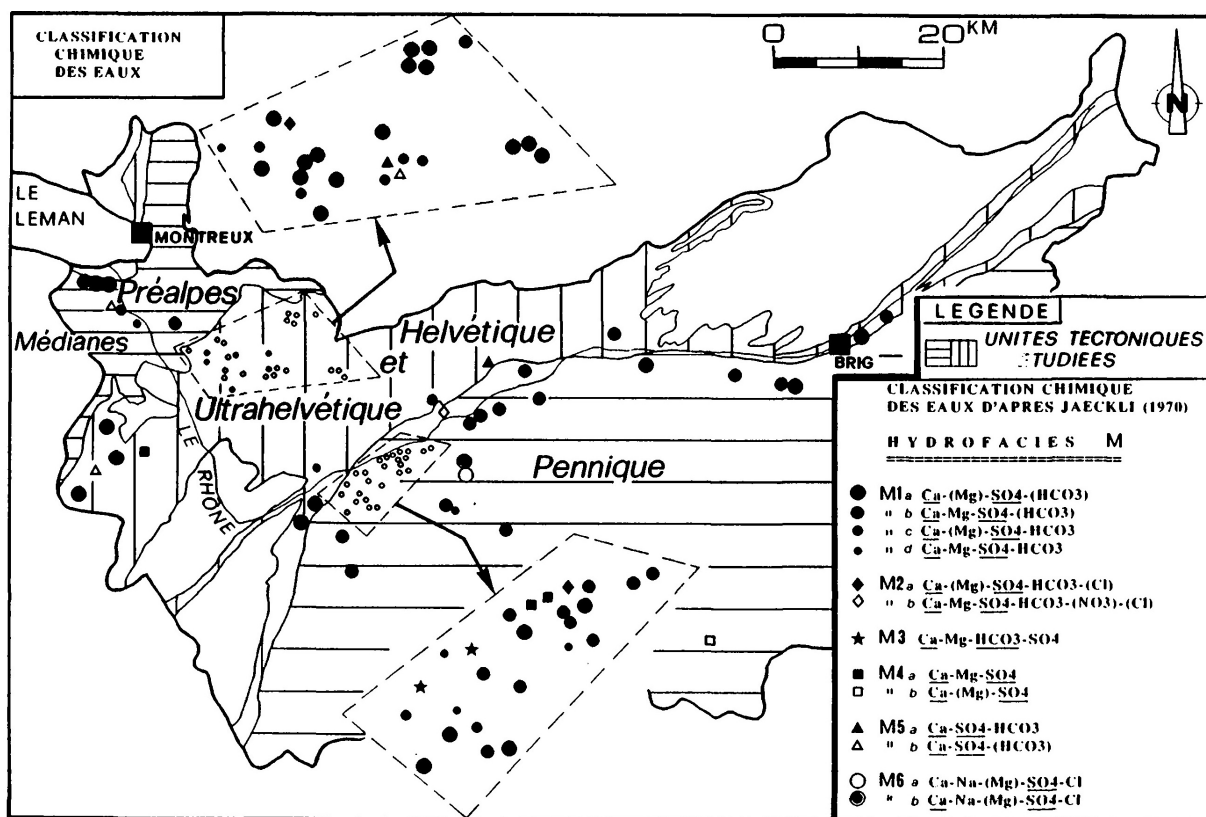 CLASSIFICATION
CHIMIQUE
DES EAUX
0 20 KM
N
LE
LEMAN
MONTREUX
Préalpes
Médianes
Helvétique
et
Ultrahelvétique
LE RHÔNE
Pennique
BRIG
LEGENDE
UNITES TECTONIQUES
ETUDIEES
CLASSIFICATION CHIMIQUE
DES EAUX D'APRES JAECKLI (1970)
HYDROFACIES M
M1 a Ca-(Mg)-SO4-(HCO3)
" b Ca-Mg-SO4-(HCO3)
" c Ca-(Mg)-SO4-HCO3
" d Ca-Mg-SO4-HCO3
M2 a Ca-(Mg)-SO4-HCO3-(Cl)
" b Ca-Mg-SO4-HCO3-(NO3)-(Cl)
M3 Ca-Mg-HCO3-SO4
M4 a Ca-Mg-SO4
" b Ca-(Mg)-SO4
M5 a Ca-SO4-HCO3
" b Ca-SO4-(HCO3)
M6 a Ca-Na-(Mg)-SO4-Cl
" b Ca-Na-(Mg)-SO4-Cl